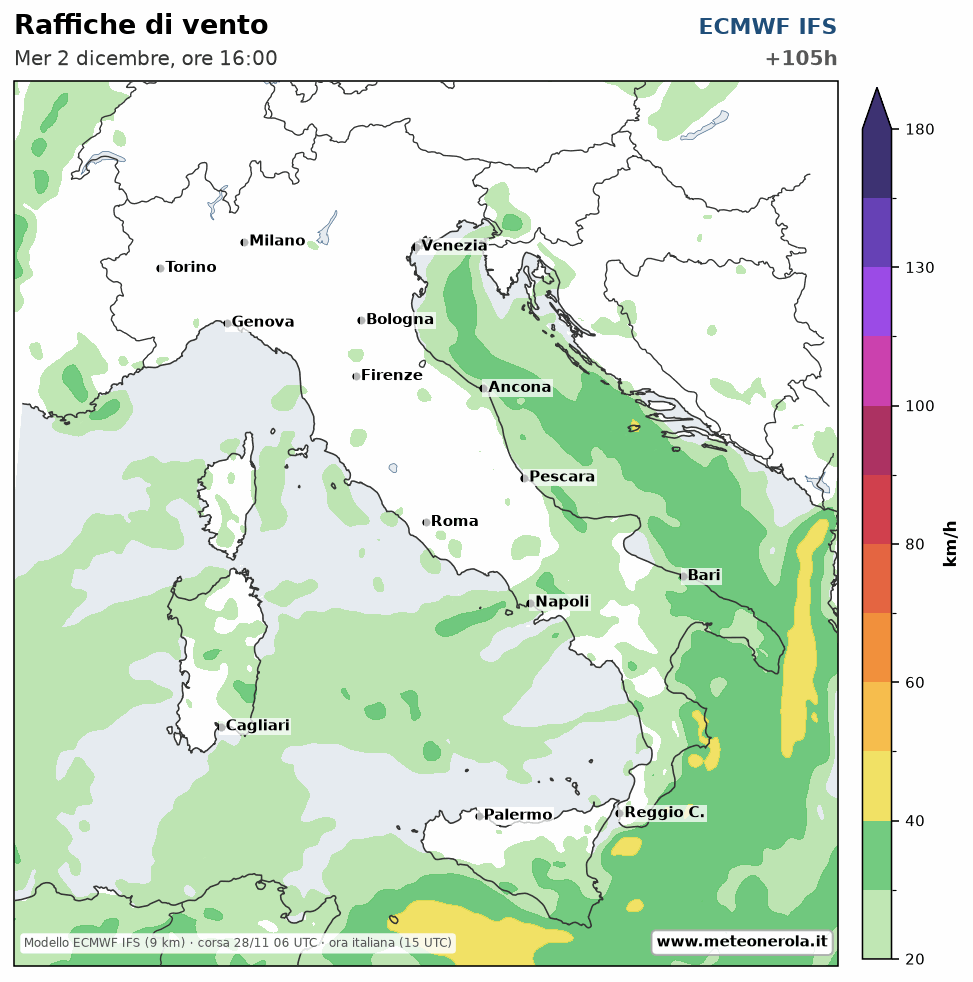 Raffiche di vento
ECMWF IFS
Mer 2 dicembre, ore 16:00
+105h
180
130
100
80
60
40
20
km/h
Milano
Venezia
Torino
Genova
Bologna
Firenze
Ancona
Pescara
Roma
Bari
Napoli
Cagliari
Palermo
Reggio C.
Modello ECMWF IFS (9 km) · corsa 28/11 06 UTC · ora italiana (15 UTC)
www.meteonerola.it